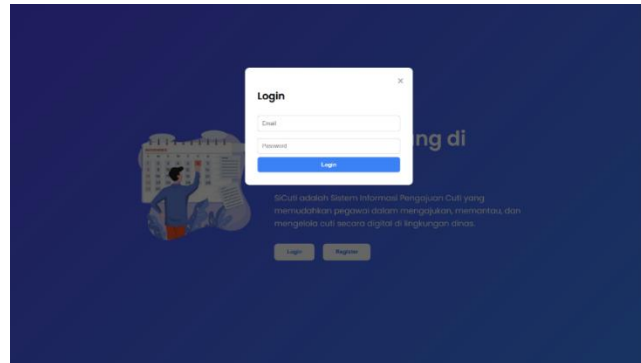 ×
Login
Email
Password
Login
ng di
SiCuti adalah Sistem Informasi Pengajuan Cuti yang
memudahkan pegawai dalam mengajukan, memantau, dan
mengelola cuti secara digital di lingkungan dinas.
Login
Register